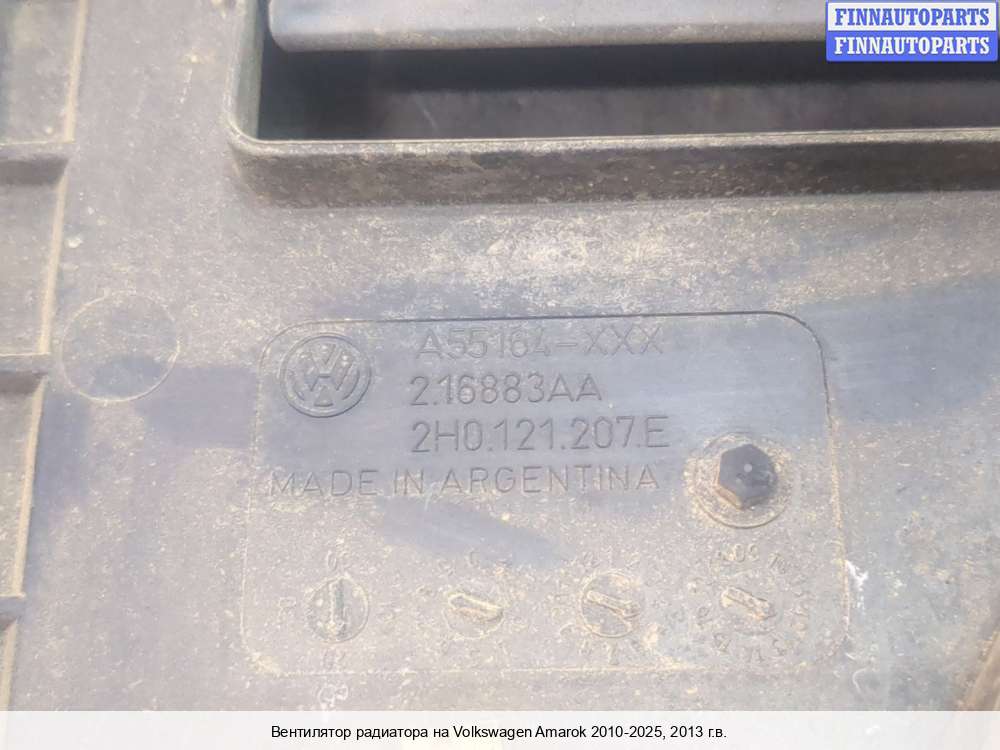 FINNAUTOPARTS
FINNAUTOPARTS
A55164-XXX
2.16883AA
2H0.121.207.E
MADE IN ARGENTINA
Вентилятор радиатора на Volkswagen Amarok 2010-2025, 2013 г.в.